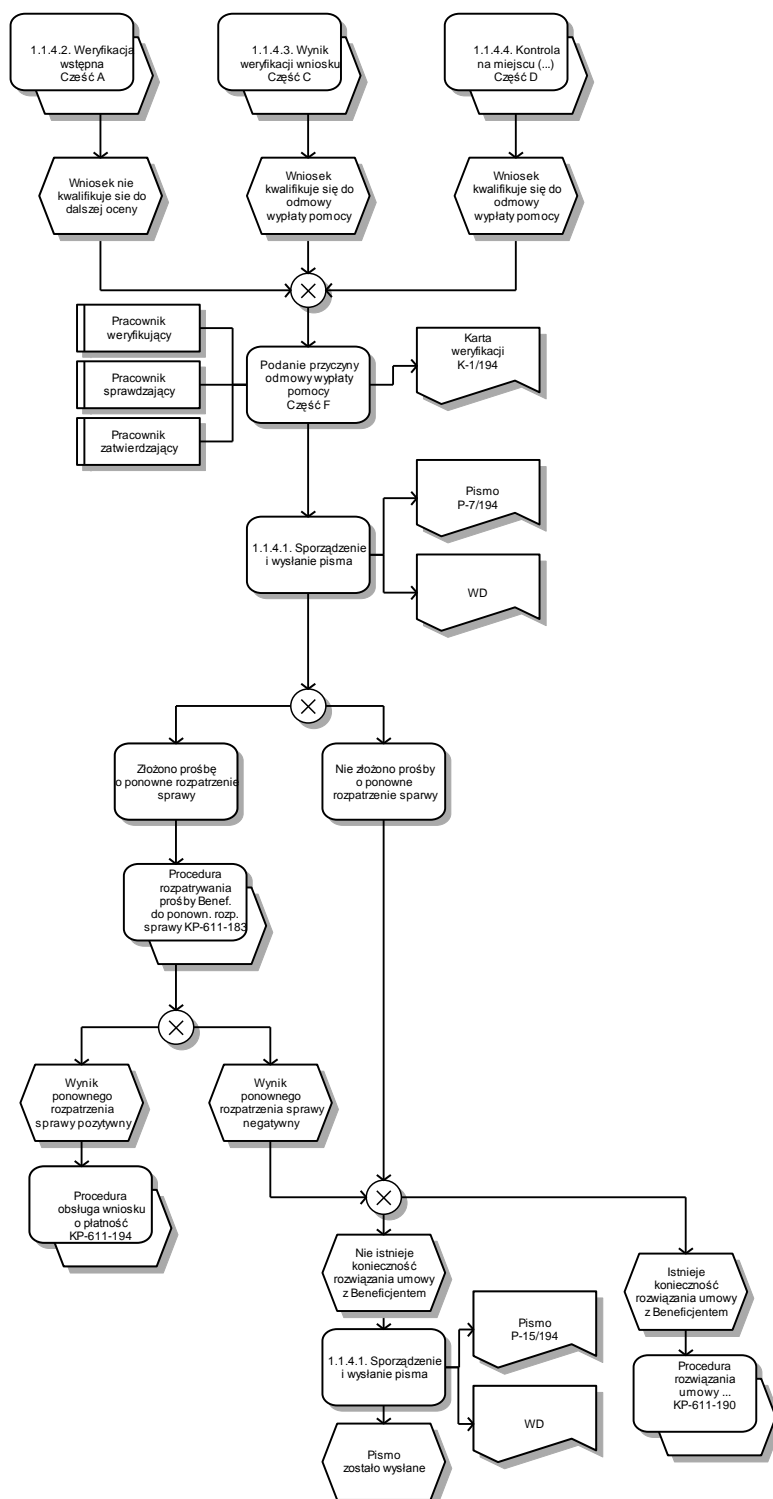 1.1.4.2. Weryfikacja
wstępna
Cześć A
1.1.4.3. Wynik
weryfikacji wniosku
Część C
1.1.4.4. Kontrola
na miejscu (...)
Część D
Wniosek nie
kwalifikuje sie do
dalszej oceny
Wniosek
kwalifikuje się do
odmowy
wypłaty pomocy
Wniosek
kwalifikuje się do
odmowy
wypłaty pomocy
Pracownik
weryfikujący
Pracownik
sprawdzający
Pracownik
zatwierdzający
Podanie przyczyny
odmowy wypłaty
pomocy
Część F
Karta
weryfikacji
K-1/194
Pismo
P-7/194
1.1.4.1. Sporządzenie
i wysłanie pisma
WD
Złożono prośbę
o ponowne rozpatrzenie
sprawy
Nie złożono prośby
o ponowne
rozpatrzenie sparwy
Procedura
rozpatrywania
prośby Benef.
do ponown. rozp.
sprawy KP-611-183
Wynik
ponownego
rozpatrzenia
sprawy pozytywny
Wynik
ponownego
rozpatrzenia sprawy
negatywny
Procedura
obsługa wniosku
o płatność
KP-611-194
Nie istnieje
konieczność
rozwiązania umowy
z Beneficjentem
Istnieje
konieczność
rozwiązania umowy
z Beneficjentem
Pismo
P-15/194
1.1.4.1. Sporządzenie
i wysłanie pisma
WD
Procedura
rozwiązania
umowy ...
KP-611-190
Pismo
zostało wysłane